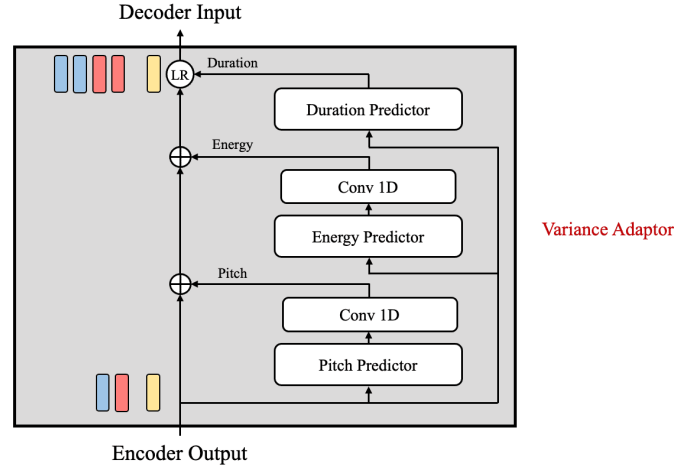 Decoder Input
LR
Duration
Duration Predictor
Energy
Conv 1D
Energy Predictor
Variance Adaptor
Pitch
Conv 1D
Pitch Predictor
Encoder Output